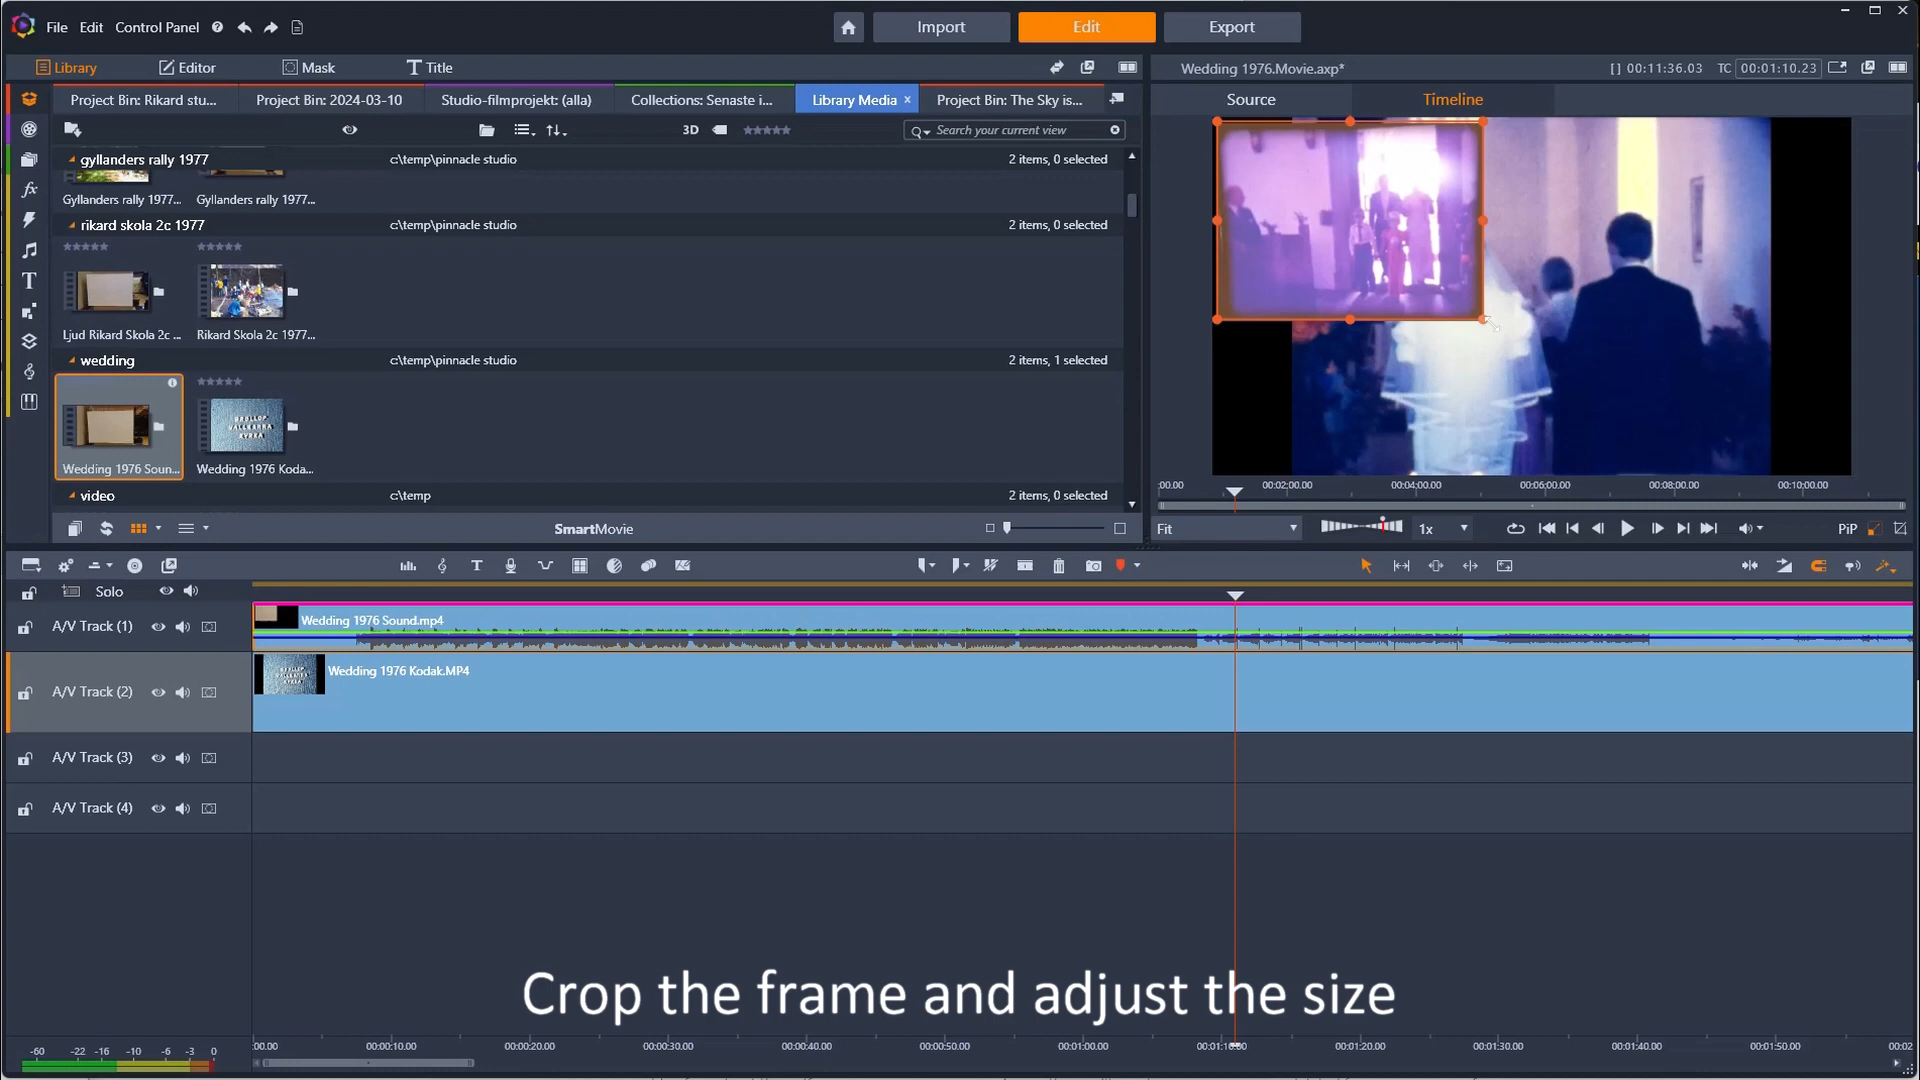 File Edit Control Panel
Import Edit Export
Library Editor Mask Title
Wedding 1976.Movie.axp* [] 00:11:36.03 TC 00:01:10.23
Project Bin: Rikard stu... Project Bin: 2024-03-10 Studio-filmprojekt: (alla) Collections: Senaste i... Library Media x Project Bin: The Sky is...
Source Timeline
3D Search your current view
gyllanders rally 1977 c:\temp\pinnacle studio 2 items, 0 selected
Gyllanders rally 1977... Gyllanders rally 1977...
rikard skola 2c 1977 c:\temp\pinnacle studio 2 items, 0 selected
Ljud Rikard Skola 2c ... Rikard Skola 2c 1977...
wedding c:\temp\pinnacle studio 2 items, 1 selected
BRÖLLOP
VALLKÄRRA
KYRKA
Wedding 1976 Soun... Wedding 1976 Koda...
video c:\temp 2 items, 0 selected
:00.00 00:02:00.00 00:04:00.00 00:06:00.00 00:08:00.00 00:10:00.00
SmartMovie
Fit 1x PiP
Solo
A/V Track (1) Wedding 1976 Sound.mp4
A/V Track (2) Wedding 1976 Kodak.MP4
A/V Track (3)
A/V Track (4)
Crop the frame and adjust the size
-60 -22 -16 -10 -6 -3 0
:00.00 00:00:10.00 00:00:20.00 00:00:30.00 00:00:40.00 00:00:50.00 00:01:00.00 00:01:10:00 00:01:20.00 00:01:30.00 00:01:40.00 00:01:50.00 00:02